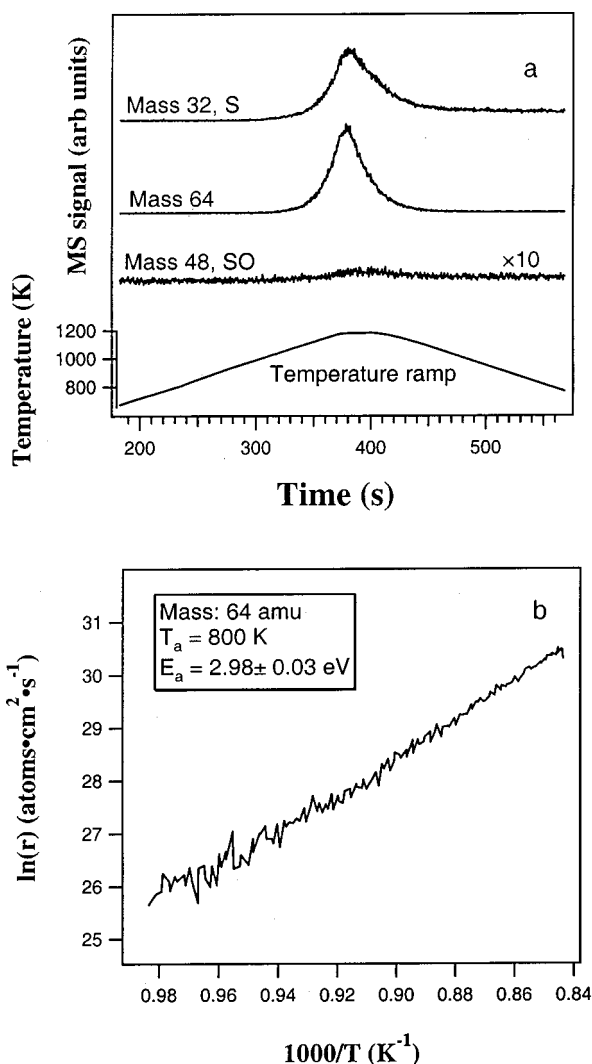 a
MS signal (arb units)
Mass 32, S
Mass 64
Mass 48, SO
×10
Temperature (K)
1200
1000
800
Temperature ramp
200
300
400
500
Time (s)
b
Mass: 64 amu
Ta = 800 K
Ea = 2.98± 0.03 eV
ln(r) (atoms•cm²•s⁻¹)
31
30
29
28
27
26
25
0.98
0.96
0.94
0.92
0.90
0.88
0.86
0.84
1000/T (K⁻¹)